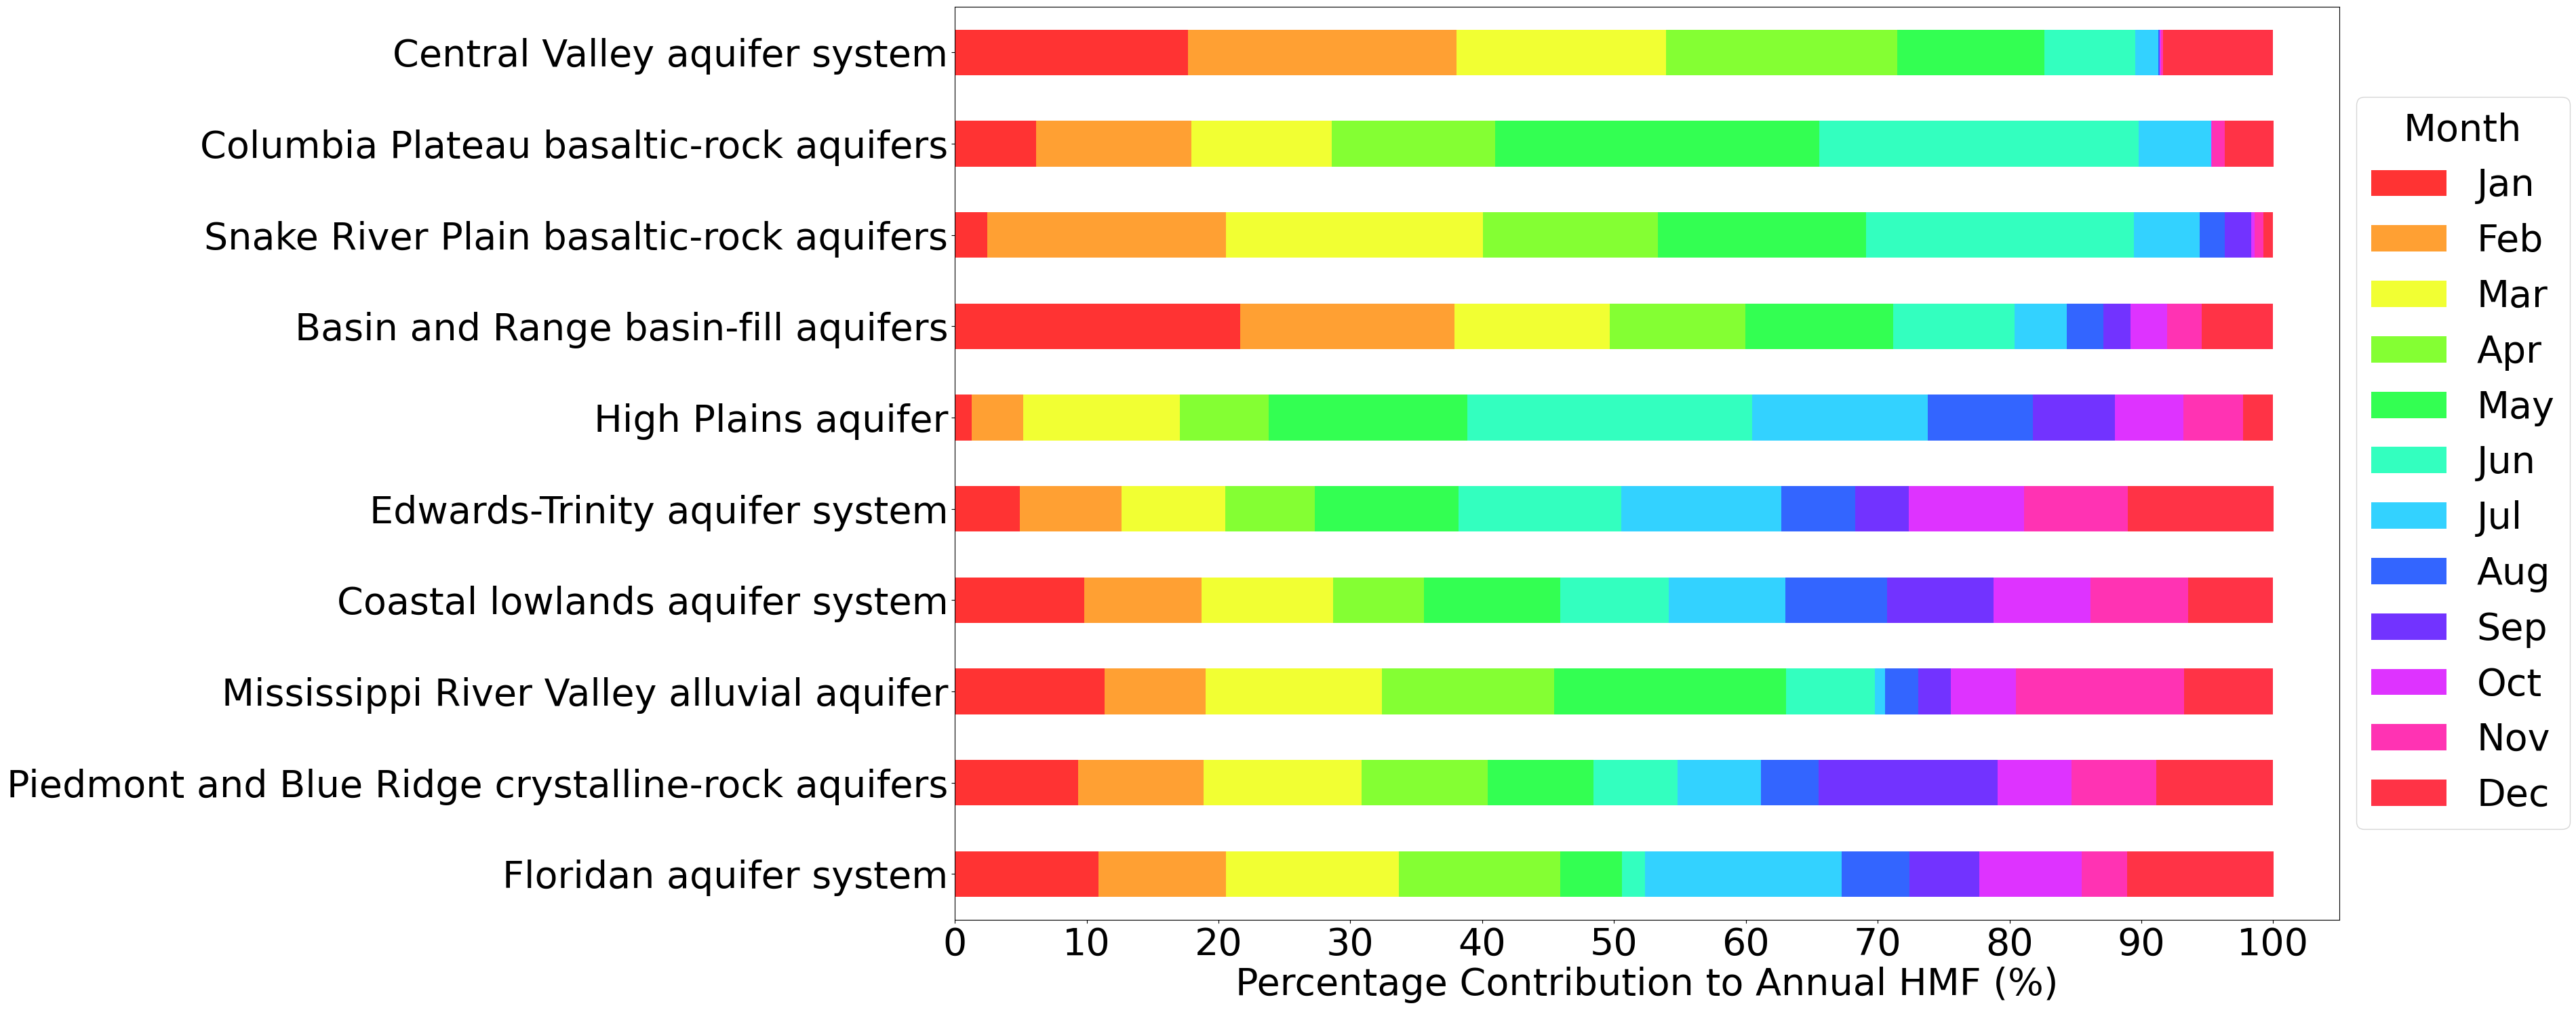 Central Valley aquifer system
Columbia Plateau basaltic-rock aquifers
Snake River Plain basaltic-rock aquifers
Basin and Range basin-fill aquifers
High Plains aquifer
Edwards-Trinity aquifer system
Coastal lowlands aquifer system
Mississippi River Valley alluvial aquifer
Piedmont and Blue Ridge crystalline-rock aquifers
Floridan aquifer system
0 10 20 30 40 50 60 70 80 90 100
Percentage Contribution to Annual HMF (%)
Month
Jan
Feb
Mar
Apr
May
Jun
Jul
Aug
Sep
Oct
Nov
Dec